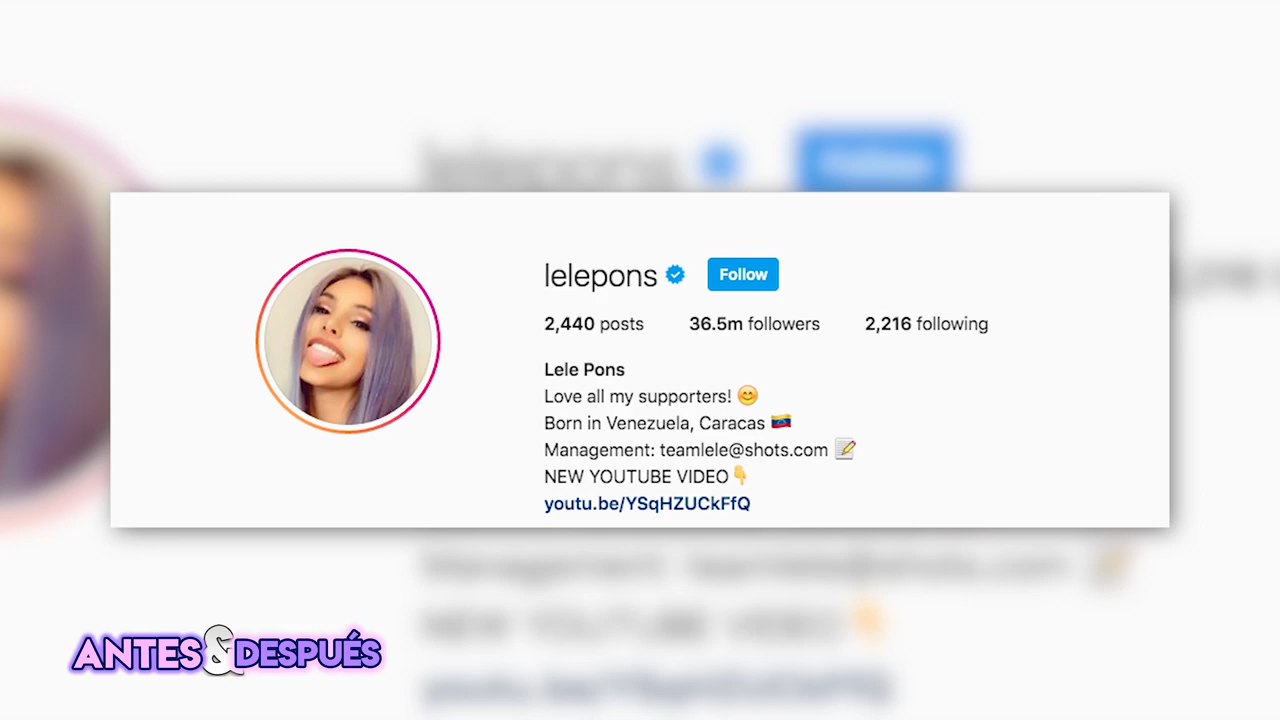 lelepons Follow
2,440 posts 36.5m followers 2,216 following
Lele Pons
Love all my supporters! 😊
Born in Venezuela, Caracas 🇻🇪
Management: teamlele@shots.com 📝
NEW YOUTUBE VIDEO👇
youtu.be/YSqHZUCkFfQ
ANTES&DESPUÉS